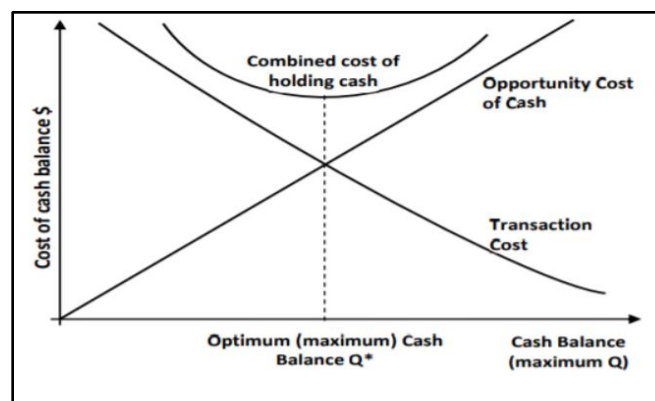 Combined cost of
holding cash
Opportunity Cost
of Cash
Cost of cash balance $
Transaction
Cost
Optimum (maximum) Cash
Balance Q*
Cash Balance
(maximum Q)